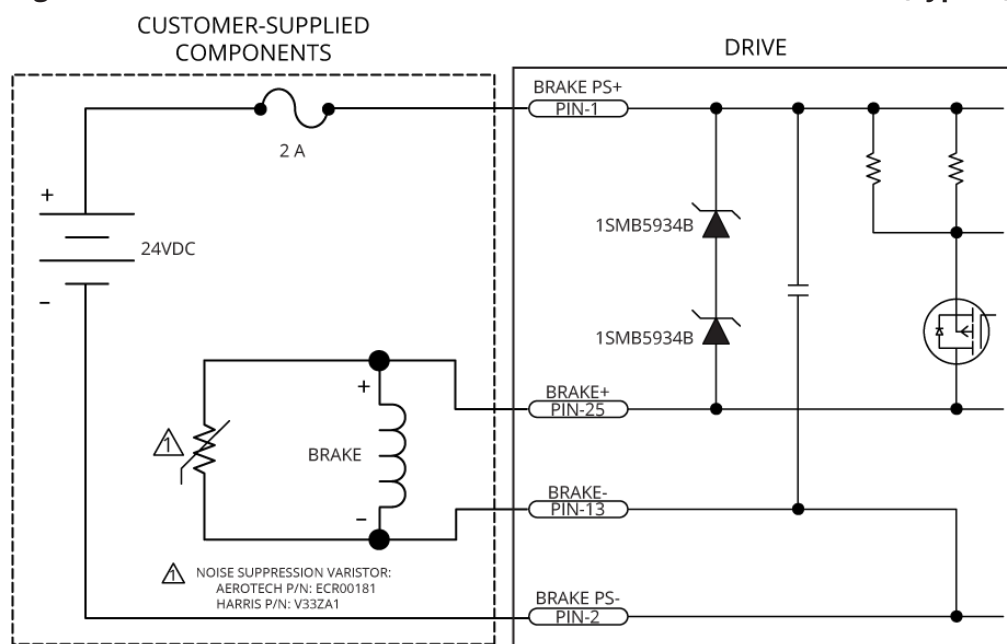 CUSTOMER-SUPPLIED
COMPONENTS
DRIVE
BRAKE PS+
PIN-1
2 A
+
24VDC
–
1SMB5934B
1SMB5934B
BRAKE+
PIN-25
+
1
BRAKE
–
BRAKE-
PIN-13
1 NOISE SUPPRESSION VARISTOR:
AEROTECH P/N: ECR00181
HARRIS P/N: V33ZA1
BRAKE PS-
PIN-2